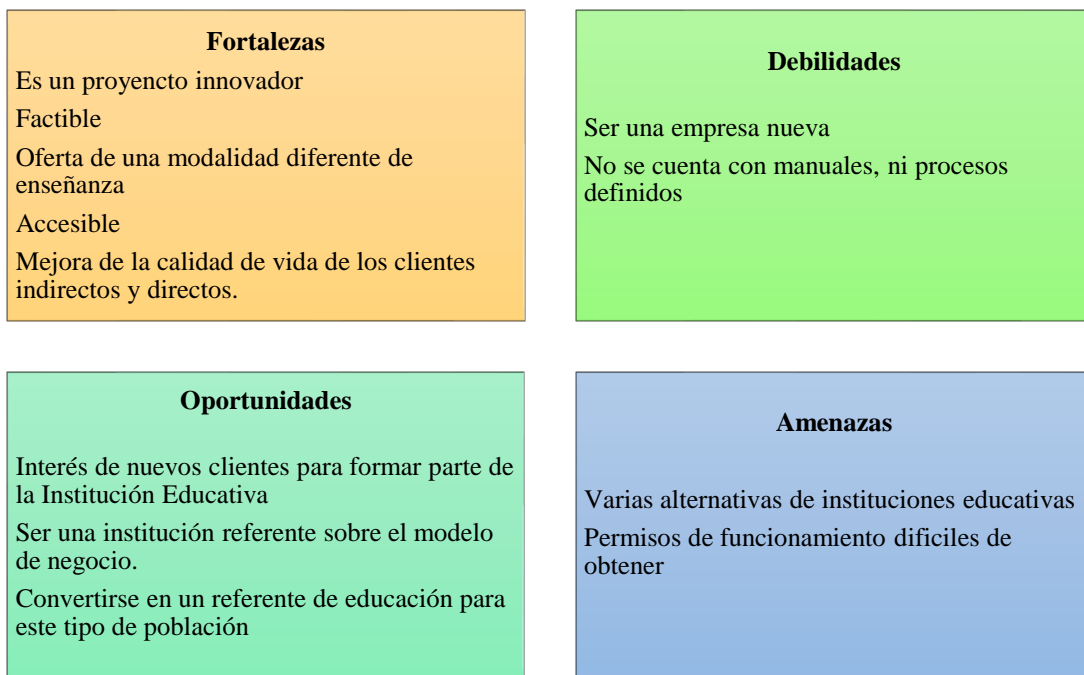 Fortalezas
Es un proyencto innovador
Factible
Oferta de una modalidad diferente de
enseñanza
Accesible
Mejora de la calidad de vida de los clientes
indirectos y directos.
Debilidades
Ser una empresa nueva
No se cuenta con manuales, ni procesos
definidos
Oportunidades
Interés de nuevos clientes para formar parte de
la Institución Educativa
Ser una institución referente sobre el modelo
de negocio.
Convertirse en un referente de educación para
este tipo de población
Amenazas
Varias alternativas de instituciones educativas
Permisos de funcionamiento dificiles de
obtener